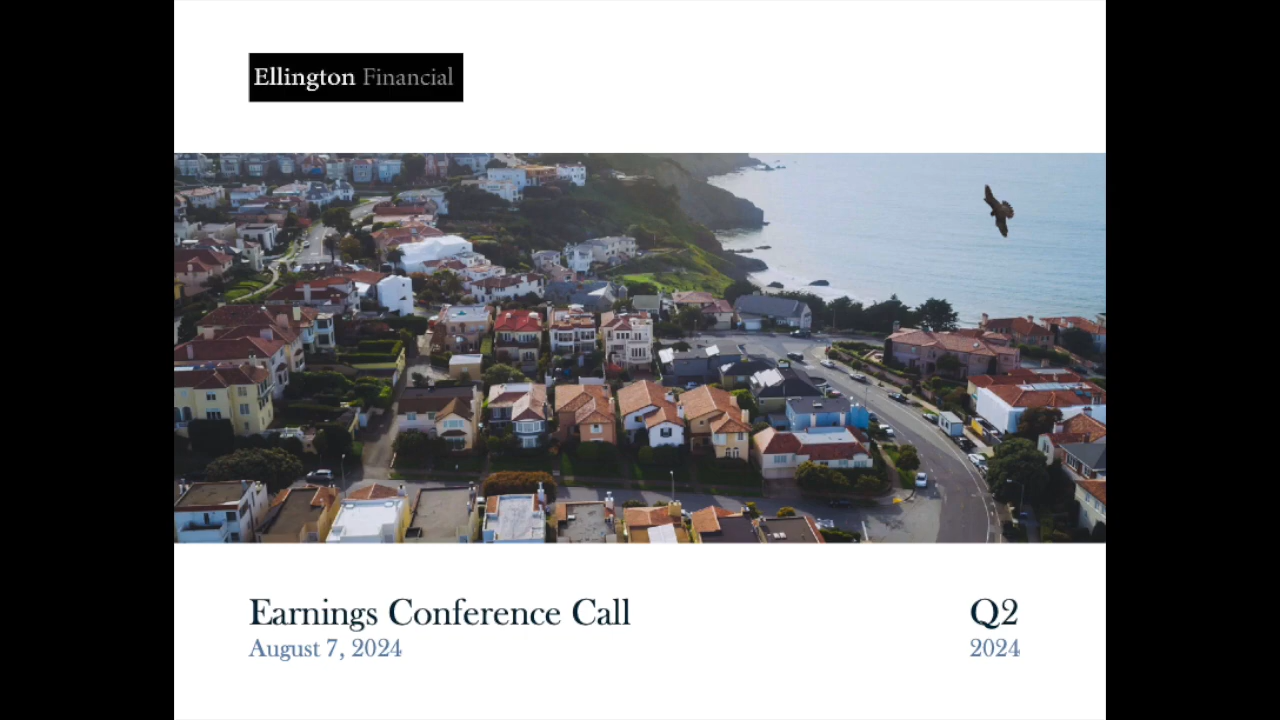 Ellington Financial
Earnings Conference Call
August 7, 2024
Q2
2024